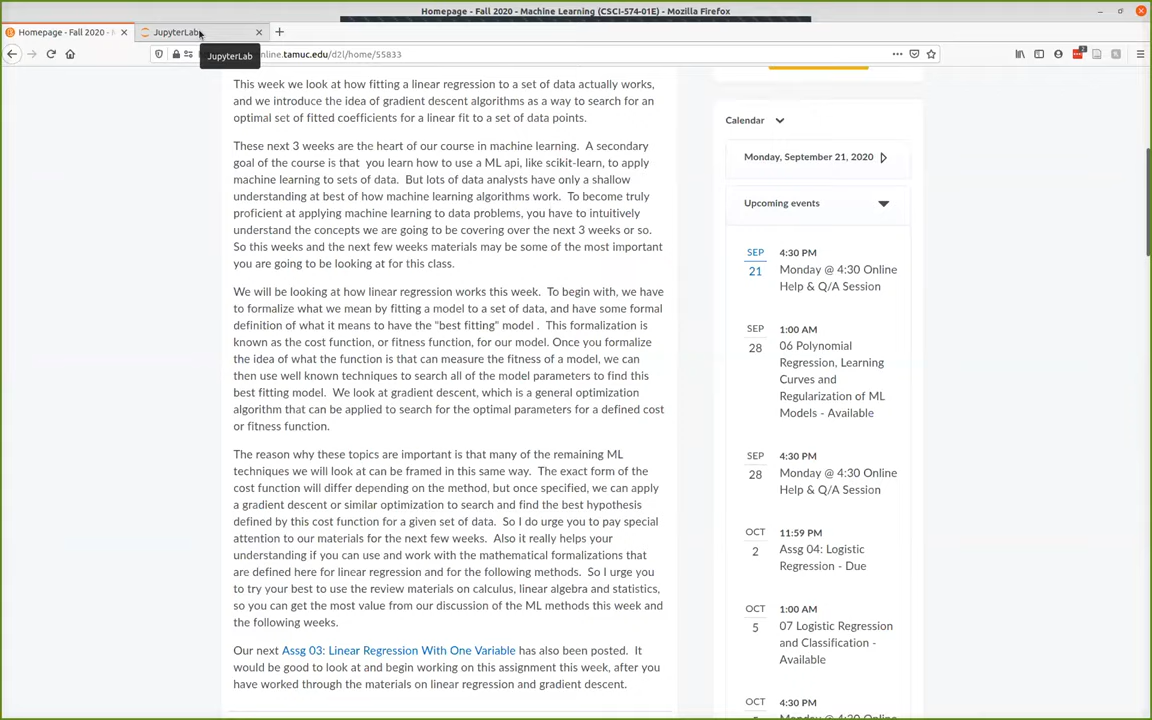 Homepage - Fall 2020 - Machine Learning (CSCI-574-01E) - Mozilla Firefox
Homepage - Fall 2020 -
JupyterLab
JupyterLab
nline.tamuc.edu/d2l/home/55833
This week we look at how fitting a linear regression to a set of data actually works,
and we introduce the idea of gradient descent algorithms as a way to search for an
optimal set of fitted coefficients for a linear fit to a set of data points.
These next 3 weeks are the heart of our course in machine learning. A secondary
goal of the course is that you learn how to use a ML api, like scikit-learn, to apply
machine learning to sets of data. But lots of data analysts have only a shallow
understanding at best of how machine learning algorithms work. To become truly
proficient at applying machine learning to data problems, you have to intuitively
understand the concepts we are going to be covering over the next 3 weeks or so.
So this weeks and the next few weeks materials may be some of the most important
you are going to be looking at for this class.
We will be looking at how linear regression works this week. To begin with, we have
to formalize what we mean by fitting a model to a set of data, and have some formal
definition of what it means to have the "best fitting" model . This formalization is
known as the cost function, or fitness function, for our model. Once you formalize
the idea of what the function is that can measure the fitness of a model, we can
then use well known techniques to search all of the model parameters to find this
best fitting model. We look at gradient descent, which is a general optimization
algorithm that can be applied to search for the optimal parameters for a defined cost
or fitness function.
The reason why these topics are important is that many of the remaining ML
techniques we will look at can be framed in this same way. The exact form of the
cost function will differ depending on the method, but once specified, we can apply
a gradient descent or similar optimization to search and find the best hypothesis
defined by this cost function for a given set of data. So I do urge you to pay special
attention to our materials for the next few weeks. Also it really helps your
understanding if you can use and work with the mathematical formalizations that
are defined here for linear regression and for the following methods. So I urge you
to try your best to use the review materials on calculus, linear algebra and statistics,
so you can get the most value from our discussion of the ML methods this week and
the following weeks.
Our next Assg 03: Linear Regression With One Variable has also been posted. It
would be good to look at and begin working on this assignment this week, after you
have worked through the materials on linear regression and gradient descent.
Calendar
Monday, September 21, 2020
Upcoming events
SEP
21
4:30 PM
Monday @ 4:30 Online
Help & Q/A Session
SEP
28
1:00 AM
06 Polynomial
Regression, Learning
Curves and
Regularization of ML
Models - Available
SEP
28
4:30 PM
Monday @ 4:30 Online
Help & Q/A Session
OCT
2
11:59 PM
Assg 04: Logistic
Regression - Due
OCT
5
1:00 AM
07 Logistic Regression
and Classification -
Available
OCT
4:30 PM
Monday @ 4:30 Online